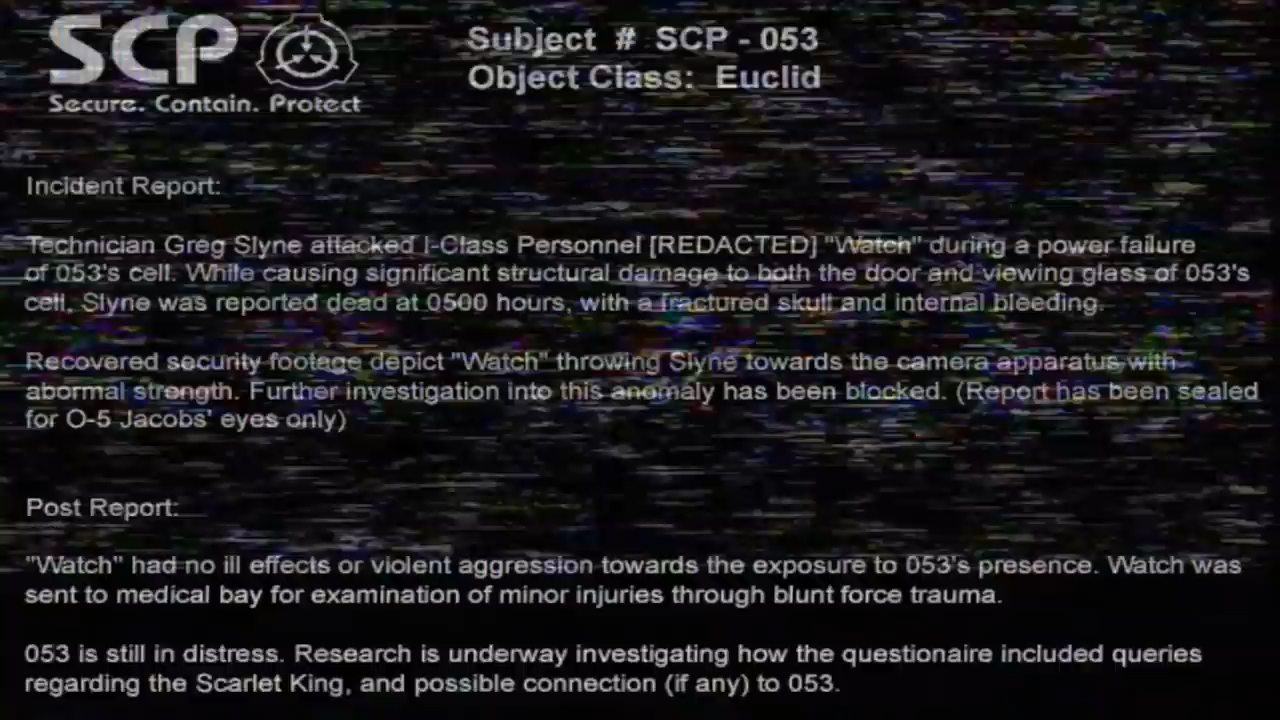 SCP
Secure. Contain. Protect
Subject # SCP - 053
Object Class: Euclid
Incident Report:
Technician Greg Slyne attacked I-Class Personnel [REDACTED] "Watch" during a power failure
of 053's cell. While causing significant structural damage to both the door and viewing glass of 053's
cell, Slyne was reported dead at 0500 hours, with a fractured skull and internal bleeding.
Recovered security footage depict "Watch" throwing Slyne towards the camera apparatus with
abormal strength. Further investigation into this anomaly has been blocked. (Report has been sealed
for O-5 Jacobs' eyes only)
Post Report:
"Watch" had no ill effects or violent aggression towards the exposure to 053's presence. Watch was
sent to medical bay for examination of minor injuries through blunt force trauma.
053 is still in distress. Research is underway investigating how the questionaire included queries
regarding the Scarlet King, and possible connection (if any) to 053.